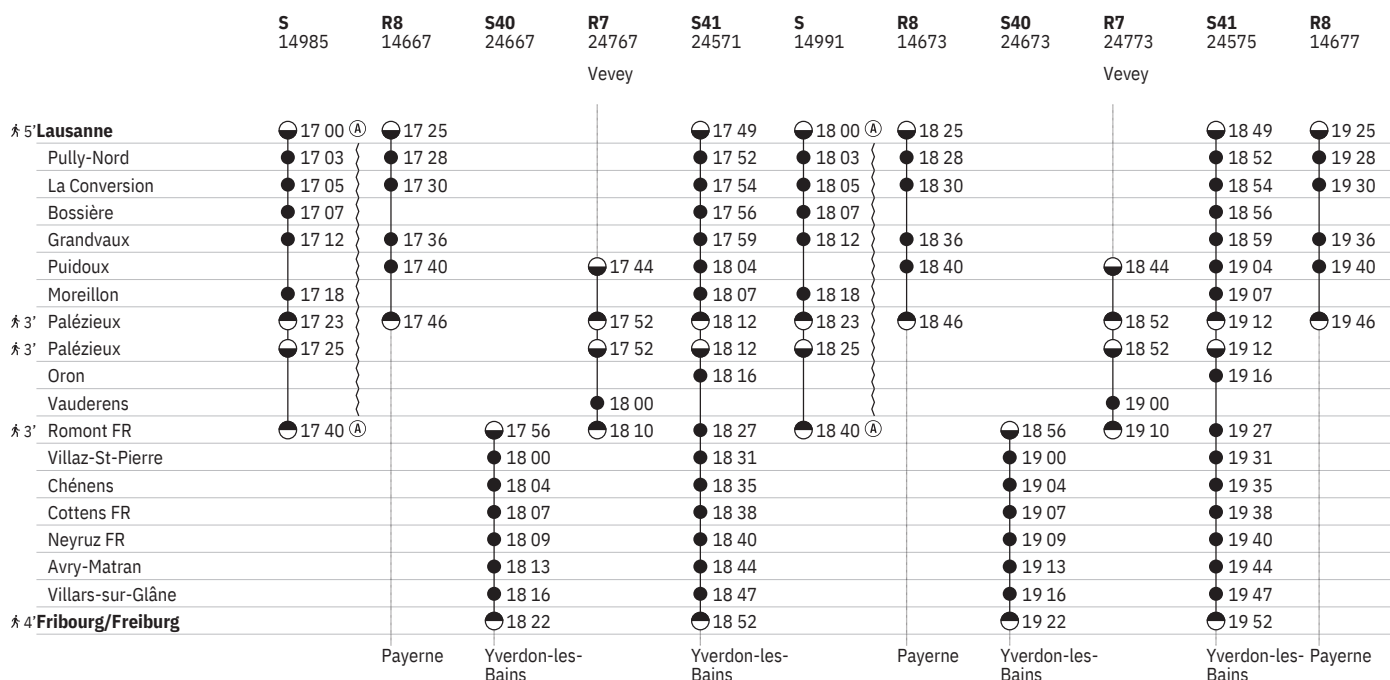 S R8 S40 R7 S41 S R8 S40 R7 S41 R8
14985 14667 24667 24767 24571 14991 14673 24673 24773 24575 14677
Vevey Vevey
5' Lausanne 17 00 A 17 25 17 49 18 00 A 18 25 18 49 19 25
Pully-Nord 17 03 17 28 17 52 18 03 18 28 18 52 19 28
La Conversion 17 05 17 30 17 54 18 05 18 30 18 54 19 30
Bossière 17 07 17 56 18 07 18 56
Grandvaux 17 12 17 36 17 59 18 12 18 36 18 59 19 36
Puidoux 17 40 17 44 18 04 18 40 18 44 19 04 19 40
Moreillon 17 18 18 07 18 18 19 07
3' Palézieux 17 23 17 46 17 52 18 12 18 23 18 46 18 52 19 12 19 46
3' Palézieux 17 25 17 52 18 12 18 25 18 52 19 12
Oron 18 16 19 16
Vauderens 18 00 19 00
3' Romont FR 17 40 A 17 56 18 10 18 27 18 40 A 18 56 19 10 19 27
Villaz-St-Pierre 18 00 18 31 19 00 19 31
Chénens 18 04 18 35 19 04 19 35
Cottens FR 18 07 18 38 19 07 19 38
Neyruz FR 18 09 18 40 19 09 19 40
Avry-Matran 18 13 18 44 19 13 19 44
Villars-sur-Glâne 18 16 18 47 19 16 19 47
4' Fribourg/Freiburg 18 22 18 52 19 22 19 52
Payerne Yverdon-les- Yverdon-les- Payerne Yverdon-les- Yverdon-les- Payerne
Bains Bains Bains Bains